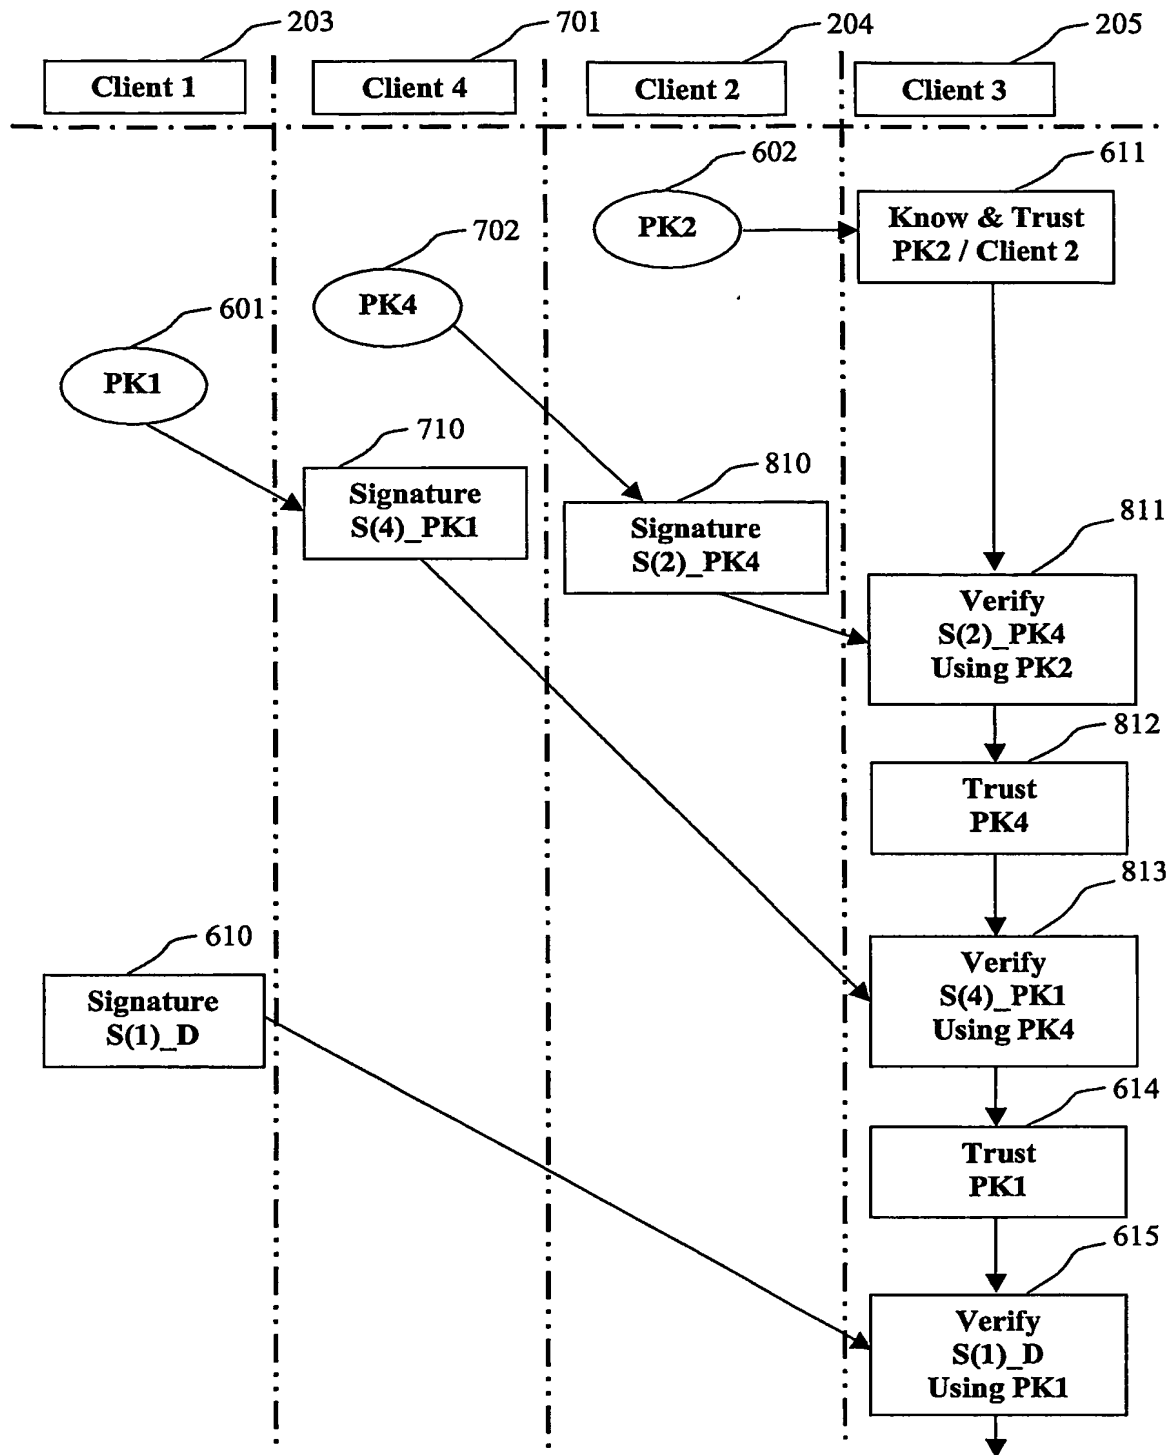 203
701
204
205
Client 1
Client 4
Client 2
Client 3
602
611
PK2
Know & Trust
PK2 / Client 2
702
PK4
601
PK1
710
Signature
S(4)_PK1
810
Signature
S(2)_PK4
811
Verify
S(2)_PK4
Using PK2
812
Trust
PK4
813
Verify
S(4)_PK1
Using PK4
610
Signature
S(1)_D
614
Trust
PK1
615
Verify
S(1)_D
Using PK1